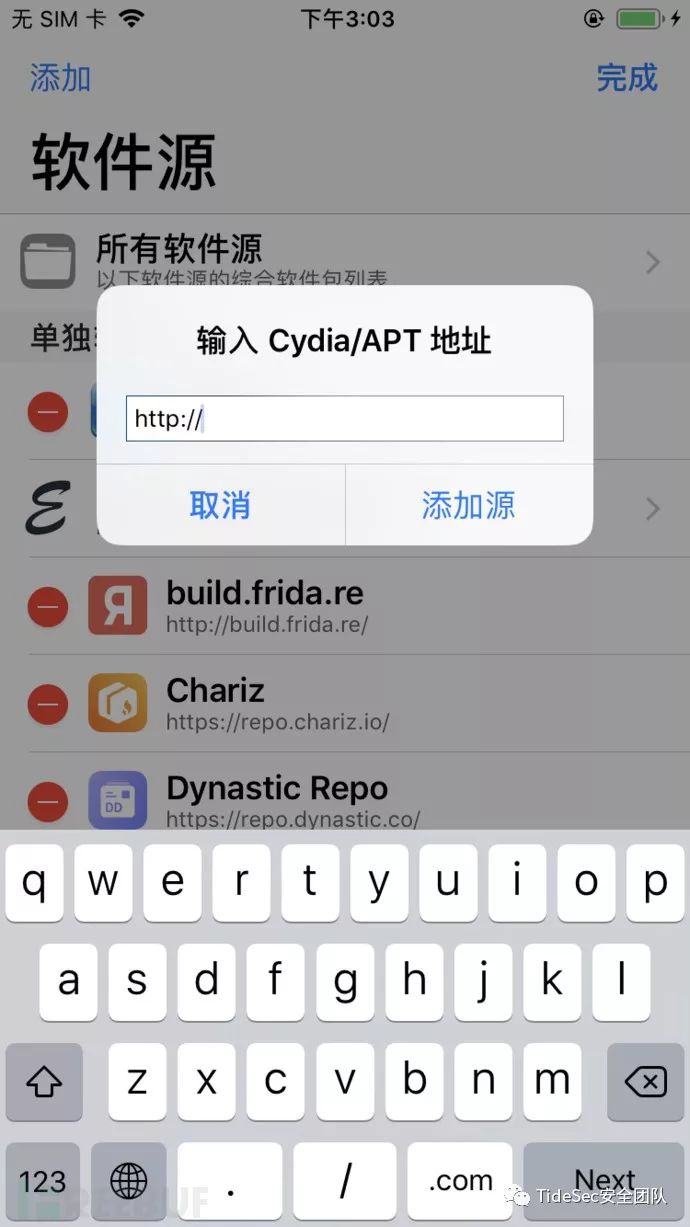 无 SIM 卡 下午3:03
添加 完成
软件源
所有软件源
以下软件源的综合软件包列表
单独
输入 Cydia/APT 地址
http://
取消 添加源
E
build.frida.re
http://build.frida.re/
Chariz
https://repo.chariz.io/
DD
Dynastic Repo
https://repo.dynastic.co/
q w e r t y u i o p
a s d f g h j k l
z x c v b n m
123 . / .com Next
REEBUF
TideSec安全团队